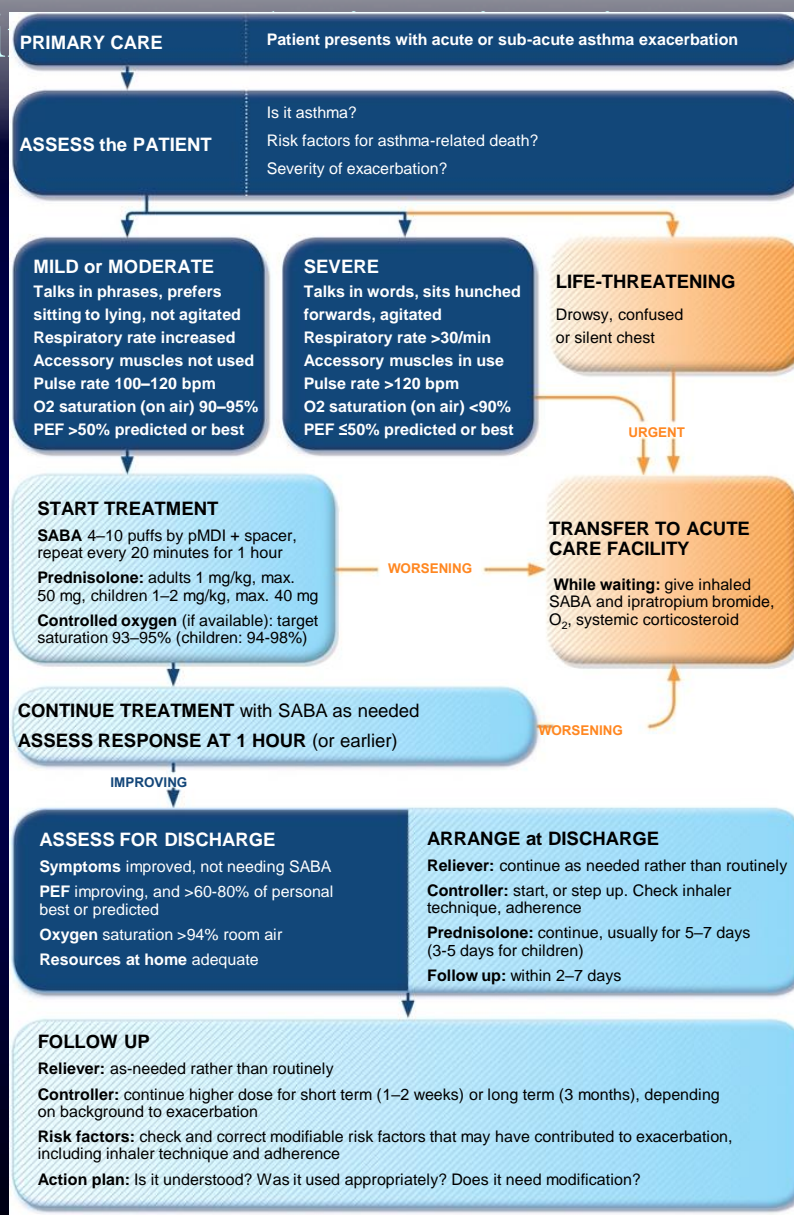 PRIMARY CARE
Patient presents with acute or sub-acute asthma exacerbation
ASSESS the PATIENT
Is it asthma?
Risk factors for asthma-related death?
Severity of exacerbation?
MILD or MODERATE
Talks in phrases, prefers
sitting to lying, not agitated
Respiratory rate increased
Accessory muscles not used
Pulse rate 100–120 bpm
O2 saturation (on air) 90–95%
PEF >50% predicted or best
SEVERE
Talks in words, sits hunched
forwards, agitated
Respiratory rate >30/min
Accessory muscles in use
Pulse rate >120 bpm
O2 saturation (on air) <90%
PEF ≤50% predicted or best
LIFE-THREATENING
Drowsy, confused
or silent chest
URGENT
START TREATMENT
SABA 4–10 puffs by pMDI + spacer,
repeat every 20 minutes for 1 hour
Prednisolone: adults 1 mg/kg, max.
50 mg, children 1–2 mg/kg, max. 40 mg
Controlled oxygen (if available): target
saturation 93–95% (children: 94-98%)
WORSENING
TRANSFER TO ACUTE
CARE FACILITY
While waiting: give inhaled
SABA and ipratropium bromide,
O2, systemic corticosteroid
CONTINUE TREATMENT with SABA as needed
ASSESS RESPONSE AT 1 HOUR (or earlier)
WORSENING
IMPROVING
ASSESS FOR DISCHARGE
Symptoms improved, not needing SABA
PEF improving, and >60-80% of personal
best or predicted
Oxygen saturation >94% room air
Resources at home adequate
ARRANGE at DISCHARGE
Reliever: continue as needed rather than routinely
Controller: start, or step up. Check inhaler
technique, adherence
Prednisolone: continue, usually for 5–7 days
(3-5 days for children)
Follow up: within 2–7 days
FOLLOW UP
Reliever: as-needed rather than routinely
Controller: continue higher dose for short term (1–2 weeks) or long term (3 months), depending
on background to exacerbation
Risk factors: check and correct modifiable risk factors that may have contributed to exacerbation,
including inhaler technique and adherence
Action plan: Is it understood? Was it used appropriately? Does it need modification?